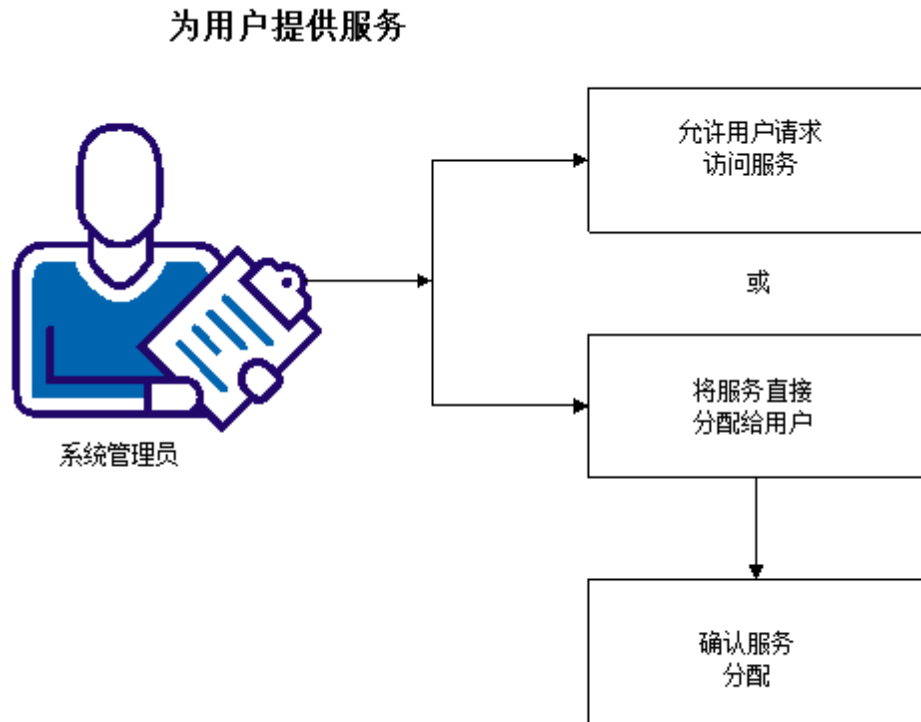 为用户提供服务
允许用户请求
访问服务
或
将服务直接
分配给用户
系统管理员
确认服务
分配